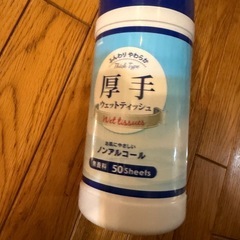 ふんわり やわらか
Thick Type
厚手
ウェットティッシュ
Wet tissues
お肌にやさしい
ノンアルコール
無香料 50 Sheets